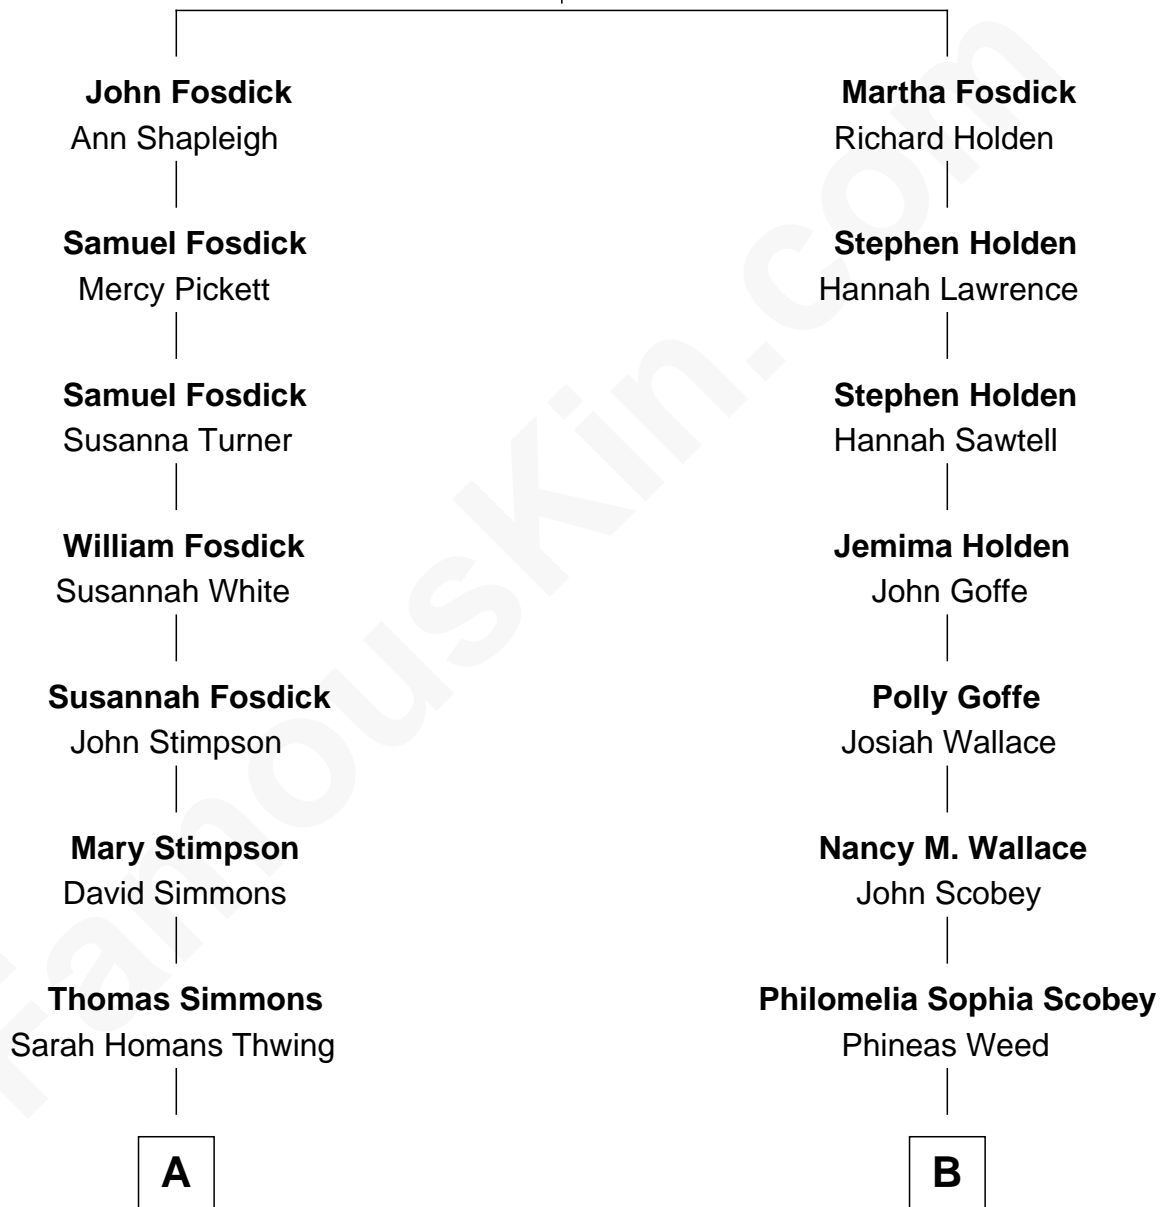 John Fosdick
Ann Shapleigh
Samuel Fosdick
Mercy Pickett
Samuel Fosdick
Susanna Turner
William Fosdick
Susannah White
Susannah Fosdick
John Stimpson
Mary Stimpson
David Simmons
Thomas Simmons
Sarah Homans Thwing
A
Martha Fosdick
Richard Holden
Stephen Holden
Hannah Lawrence
Stephen Holden
Hannah Sawtell
Jemima Holden
John Goffe
Polly Goffe
Josiah Wallace
Nancy M. Wallace
John Scobey
Philomelia Sophia Scobey
Phineas Weed
B
FamousKin.com